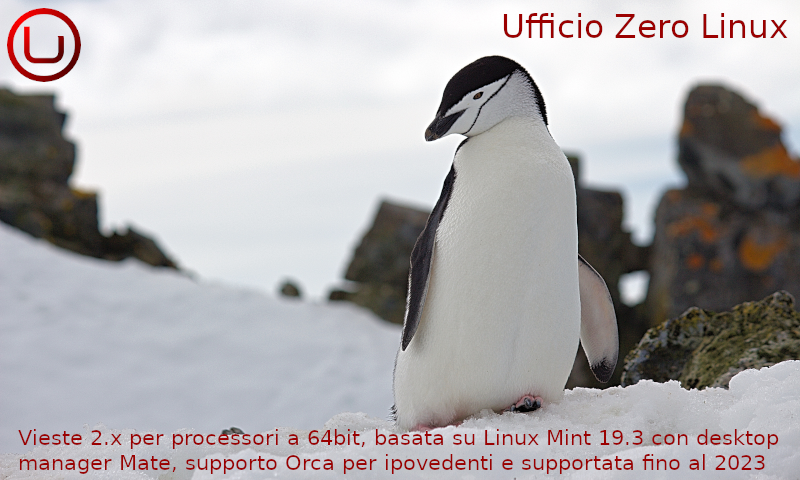 Ufficio Zero Linux
Vieste 2.x per processori a 64bit, basata su Linux Mint 19.3 con desktop
manager Mate, supporto Orca per ipovedenti e supportata fino al 2023